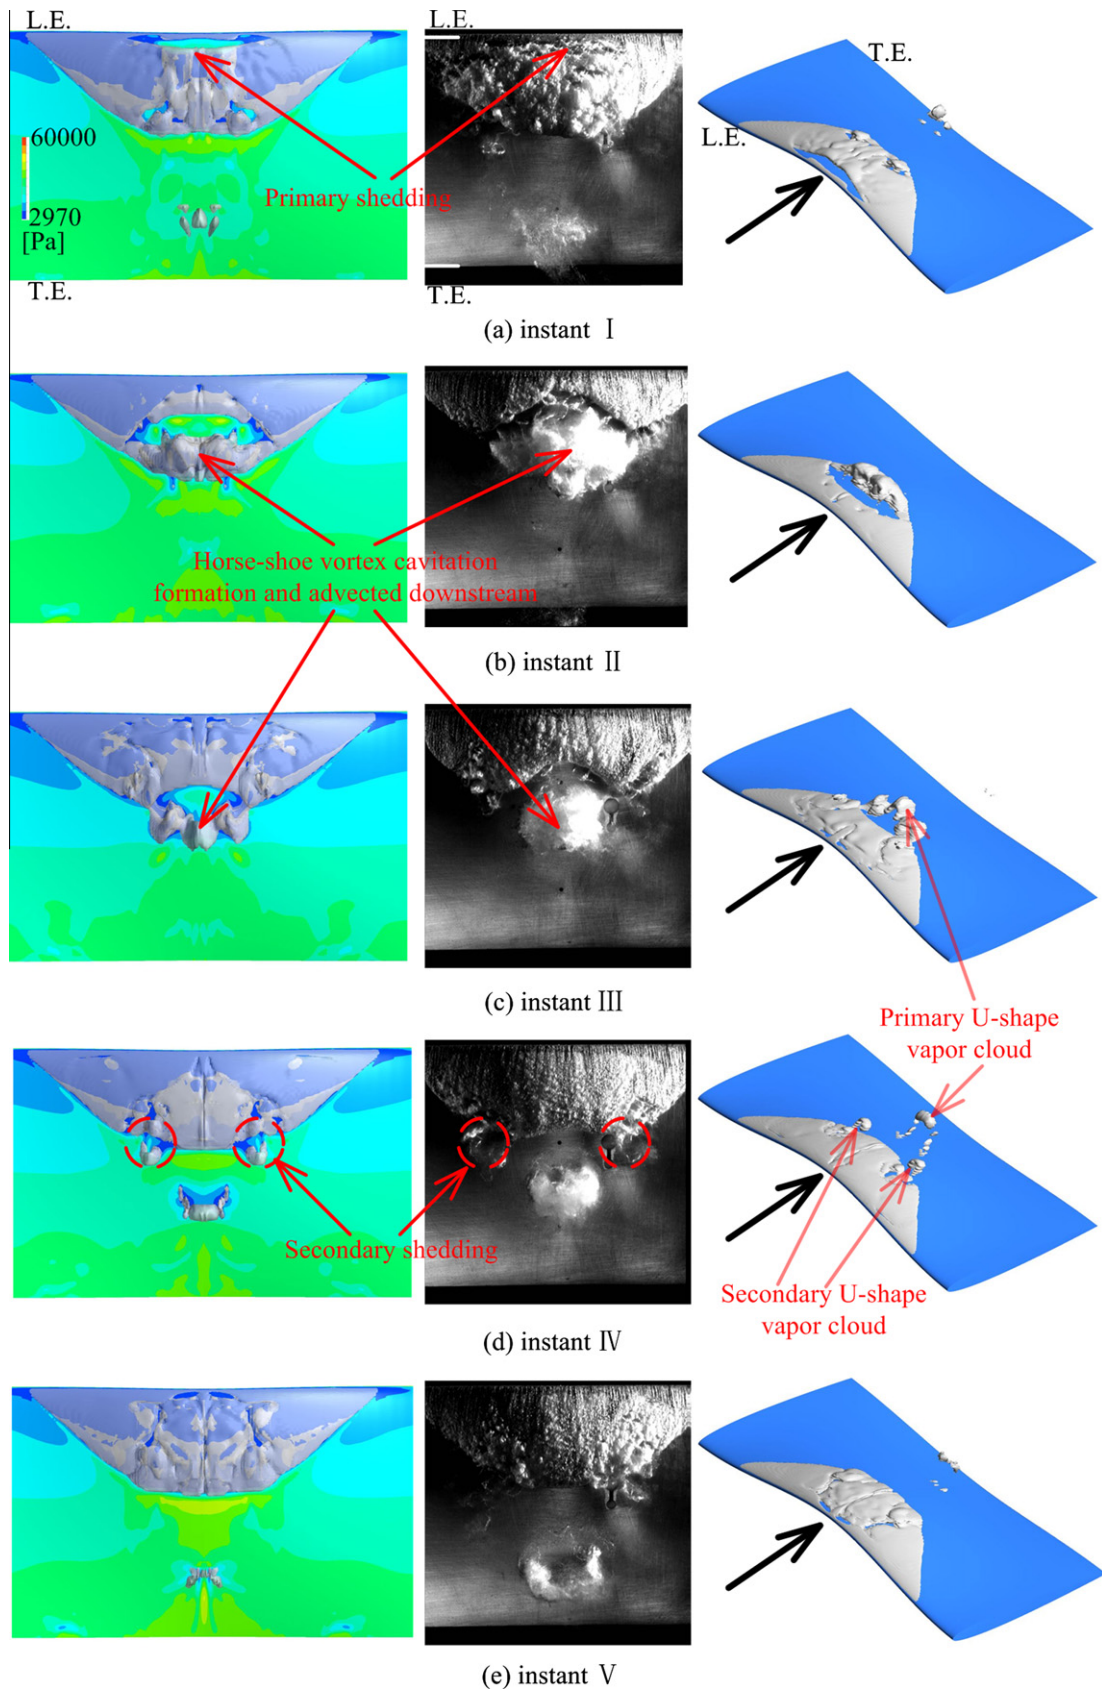 L.E.
L.E.
T.E.
60000
L.E.
Primary shedding
2970
[Pa]
T.E.
T.E.
(a) instant Ⅰ
Horse-shoe vortex cavitation
formation and advected downstream
(b) instant Ⅱ
(c) instant Ⅲ
Primary U-shape
vapor cloud
Secondary shedding
Secondary U-shape
vapor cloud
(d) instant Ⅳ
(e) instant Ⅴ